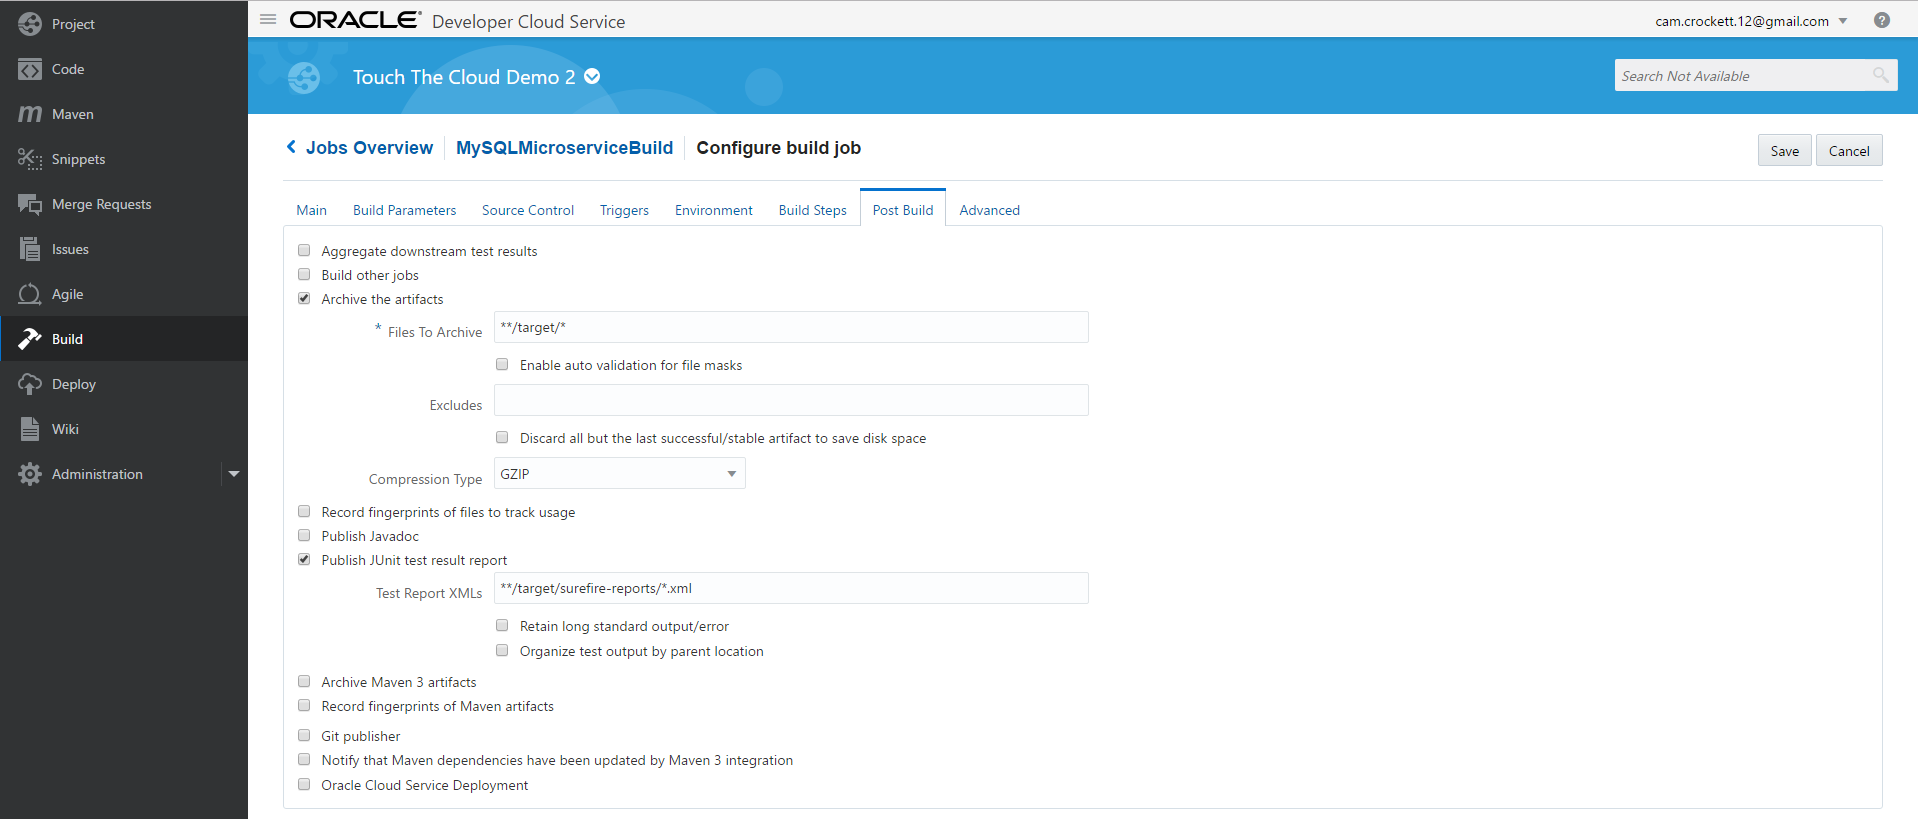 Project
Code
Maven
Snippets
Merge Requests
Issues
Agile
Build
Deploy
Wiki
Administration
ORACLE® Developer Cloud Service
cam.crockett.12@gmail.com
?
Touch The Cloud Demo 2
Search Not Available
Jobs Overview MySQLMicroserviceBuild Configure build job
Save Cancel
Main Build Parameters Source Control Triggers Environment Build Steps Post Build Advanced
Aggregate downstream test results
Build other jobs
Archive the artifacts
* Files To Archive **/target/*
Enable auto validation for file masks
Excludes
Discard all but the last successful/stable artifact to save disk space
Compression Type GZIP
Record fingerprints of files to track usage
Publish Javadoc
Publish JUnit test result report
Test Report XMLs **/target/surefire-reports/*.xml
Retain long standard output/error
Organize test output by parent location
Archive Maven 3 artifacts
Record fingerprints of Maven artifacts
Git publisher
Notify that Maven dependencies have been updated by Maven 3 integration
Oracle Cloud Service Deployment